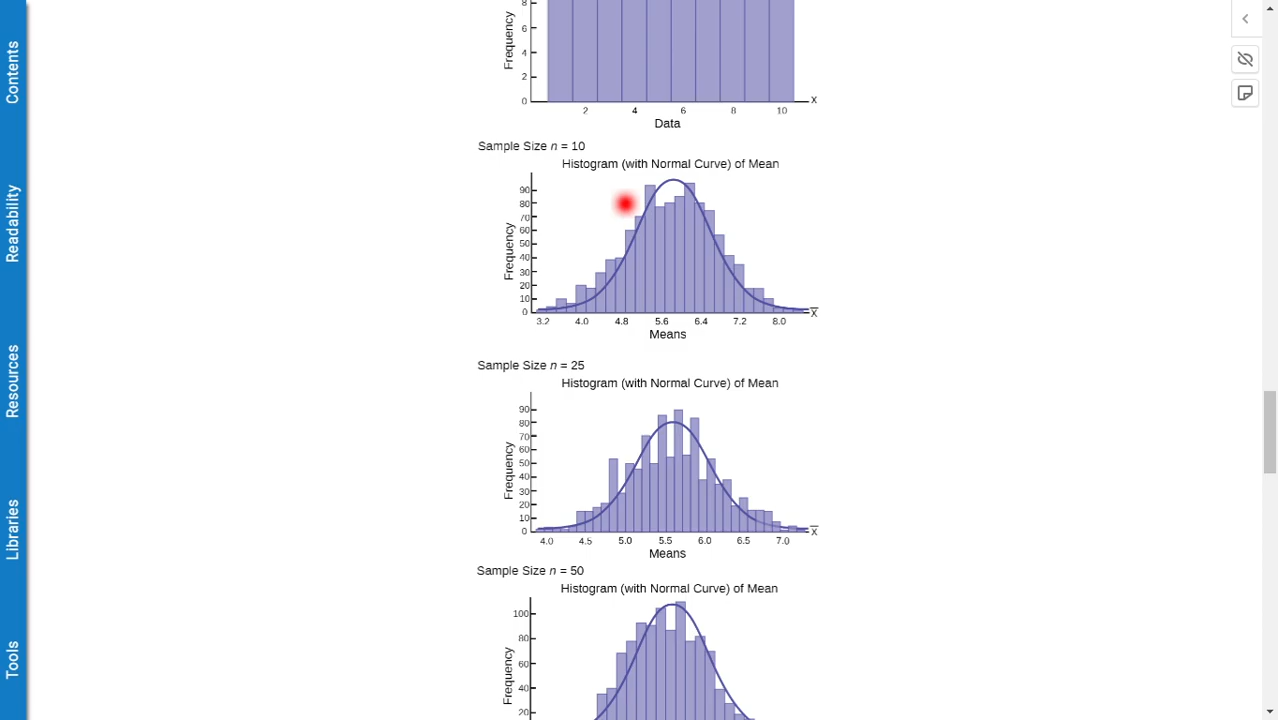 Contents
Readability
Resources
Libraries
Tools
Frequency
8
6
4
2
0
2 4 6 8 10
X
Data
Sample Size n = 10
Histogram (with Normal Curve) of Mean
Frequency
90
80
70
60
50
40
30
20
10
0
3.2 4.0 4.8 5.6 6.4 7.2 8.0
X̅
Means
Sample Size n = 25
Histogram (with Normal Curve) of Mean
Frequency
90
80
70
60
50
40
30
20
10
0
4.0 4.5 5.0 5.5 6.0 6.5 7.0
X̅
Means
Sample Size n = 50
Histogram (with Normal Curve) of Mean
Frequency
100
80
60
40
20